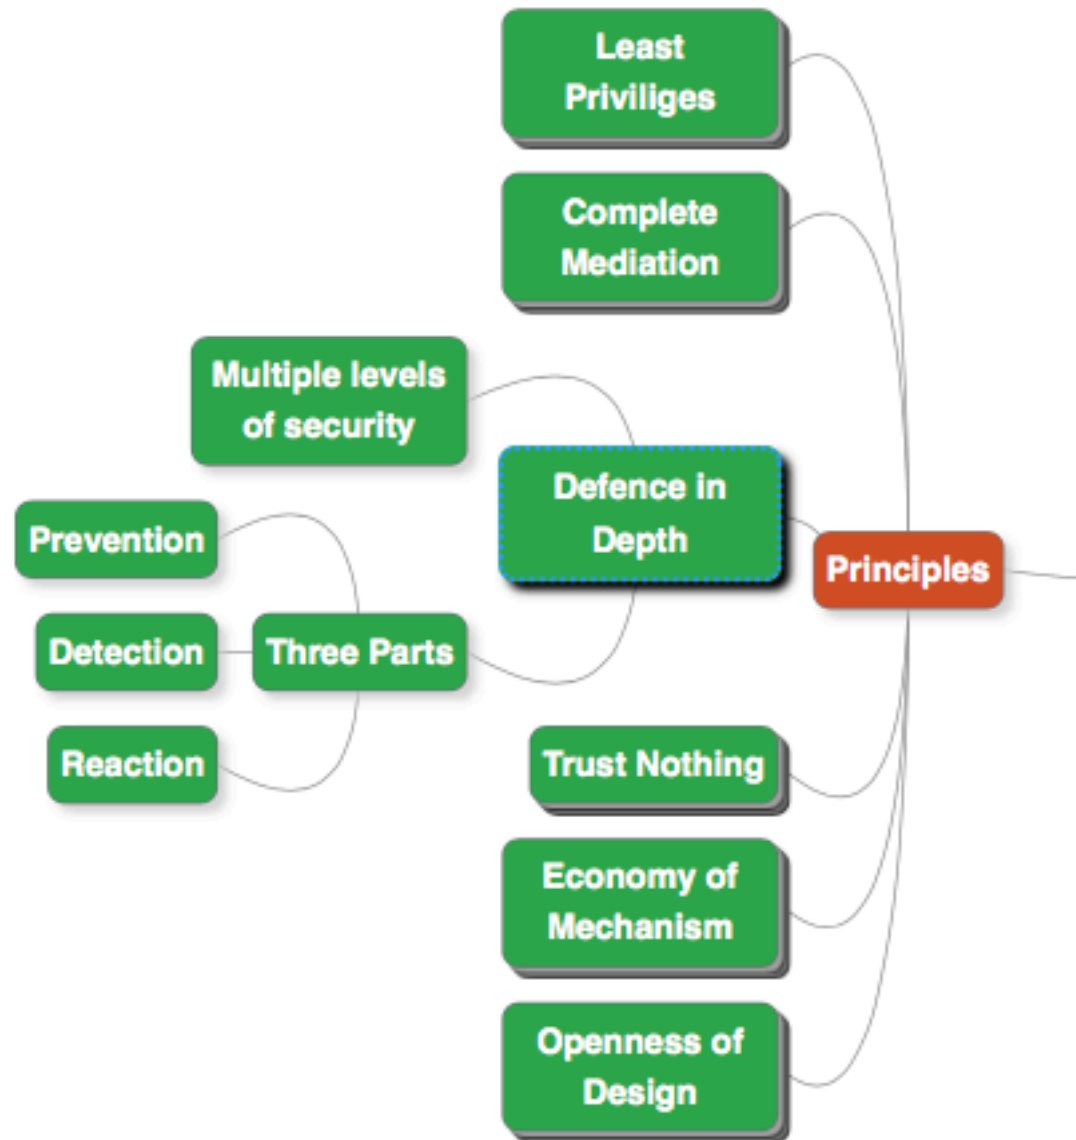 Least
Priviliges
Complete
Mediation
Multiple levels
of security
Defence in
Depth
Prevention
Principles
Detection
Three Parts
Reaction
Trust Nothing
Economy of
Mechanism
Openness of
Design